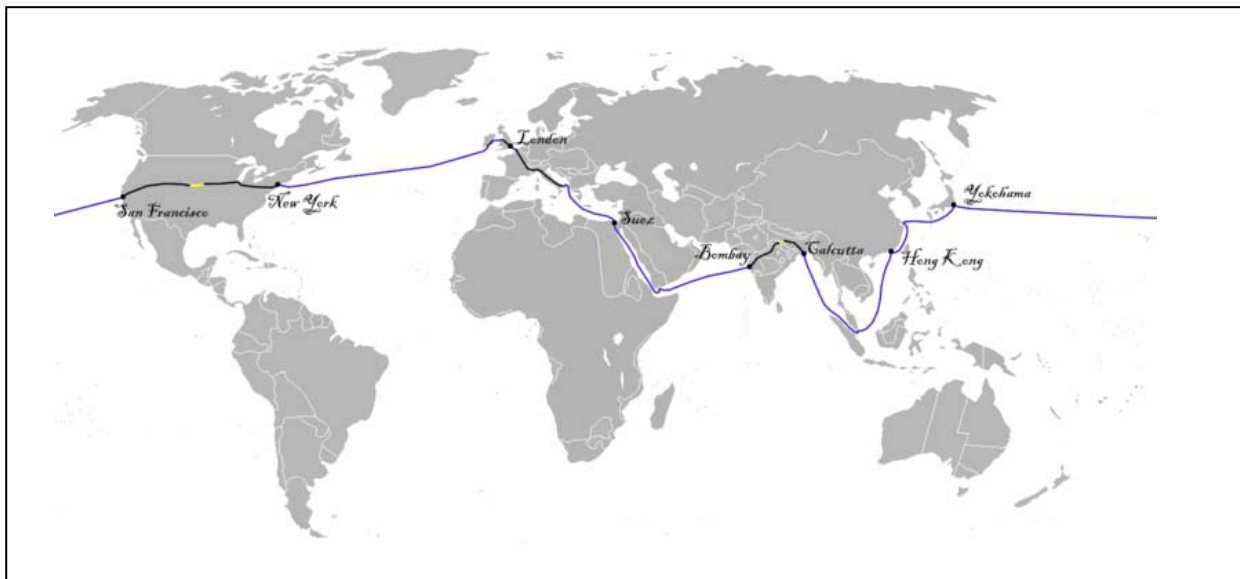 London
Yokohama
San Francisco
New York
Suez
Bombay
Calcutta
Hong Kong